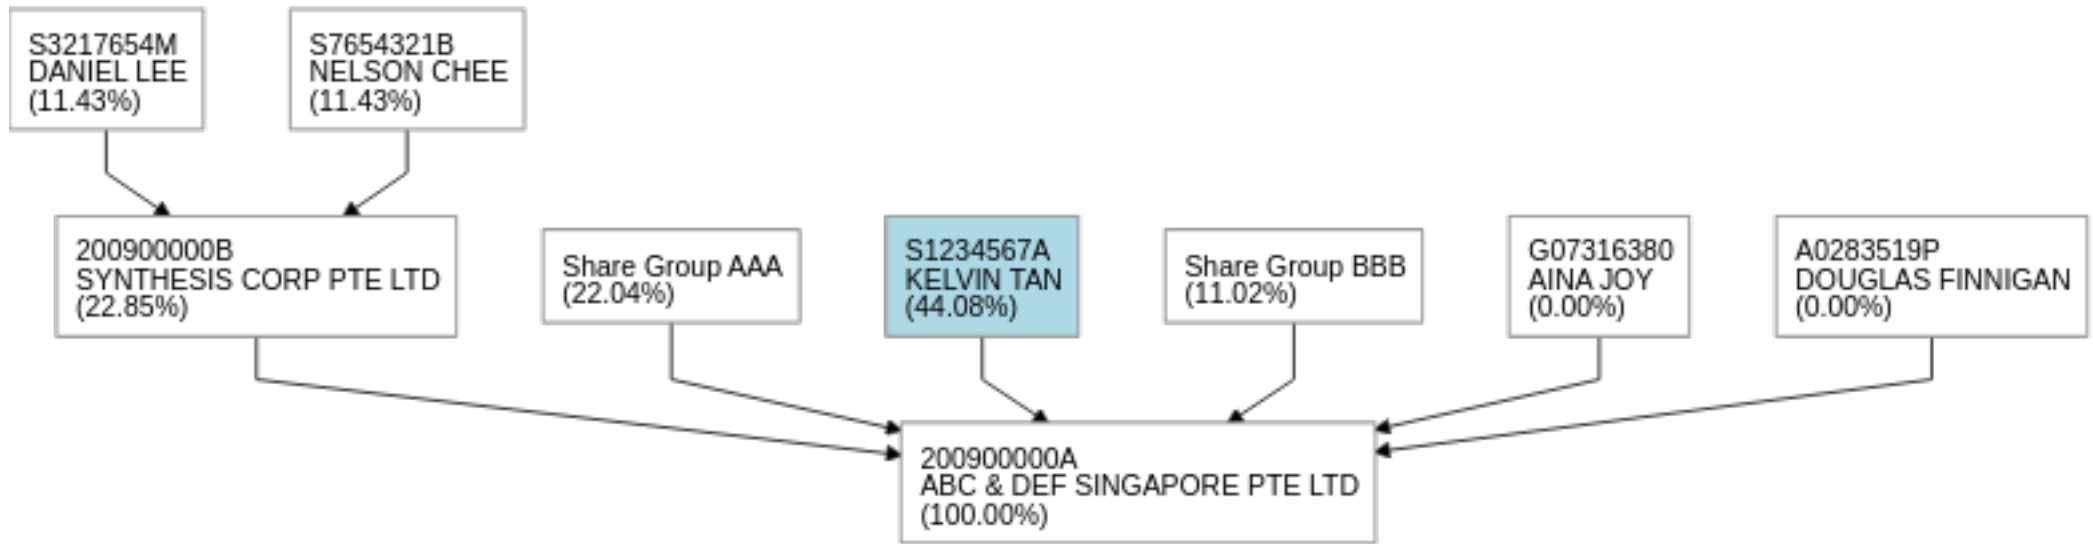 S3217654M
DANIEL LEE
(11.43%)
S7654321B
NELSON CHEE
(11.43%)
200900000B
SYNTHESIS CORP PTE LTD
(22.85%)
Share Group AAA
(22.04%)
S1234567A
KELVIN TAN
(44.08%)
Share Group BBB
(11.02%)
G07316380
AINA JOY
(0.00%)
A0283519P
DOUGLAS FINNIGAN
(0.00%)
200900000A
ABC & DEF SINGAPORE PTE LTD
(100.00%)